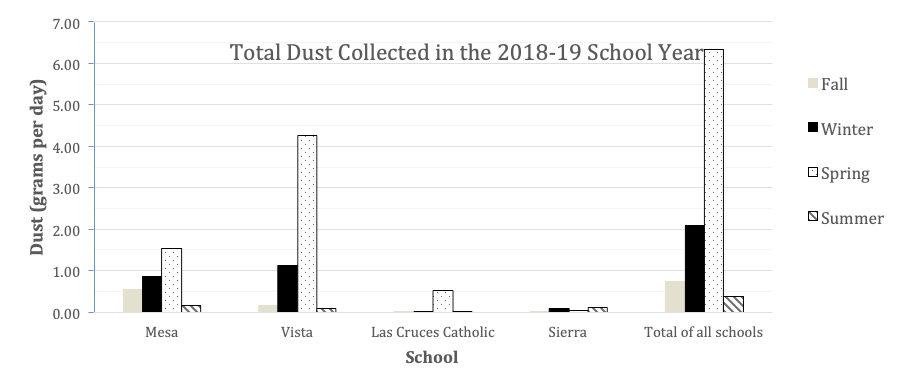 Total Dust Collected in the 2018-19 School Year
Dust (grams per day)
7.00
6.00
5.00
4.00
3.00
2.00
1.00
0.00
Mesa
Vista
Las Cruces Catholic
Sierra
Total of all schools
School
Fall
Winter
Spring
Summer